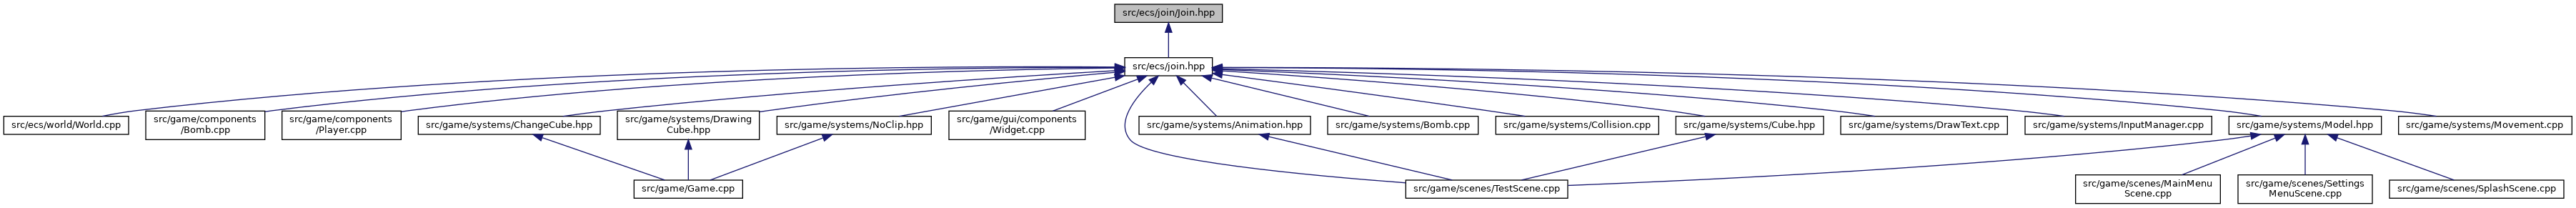 src/ecs/join/Join.hpp
src/ecs/join.hpp
src/ecs/world/World.cpp
src/game/components
/Bomb.cpp
src/game/components
/Player.cpp
src/game/systems/ChangeCube.hpp
src/game/systems/Drawing
Cube.hpp
src/game/systems/NoClip.hpp
src/game/gui/components
/Widget.cpp
src/game/systems/Animation.hpp
src/game/systems/Bomb.cpp
src/game/systems/Collision.cpp
src/game/systems/Cube.hpp
src/game/systems/DrawText.cpp
src/game/systems/InputManager.cpp
src/game/systems/Model.hpp
src/game/systems/Movement.cpp
src/game/Game.cpp
src/game/scenes/TestScene.cpp
src/game/scenes/MainMenu
Scene.cpp
src/game/scenes/Settings
MenuScene.cpp
src/game/scenes/SplashScene.cpp